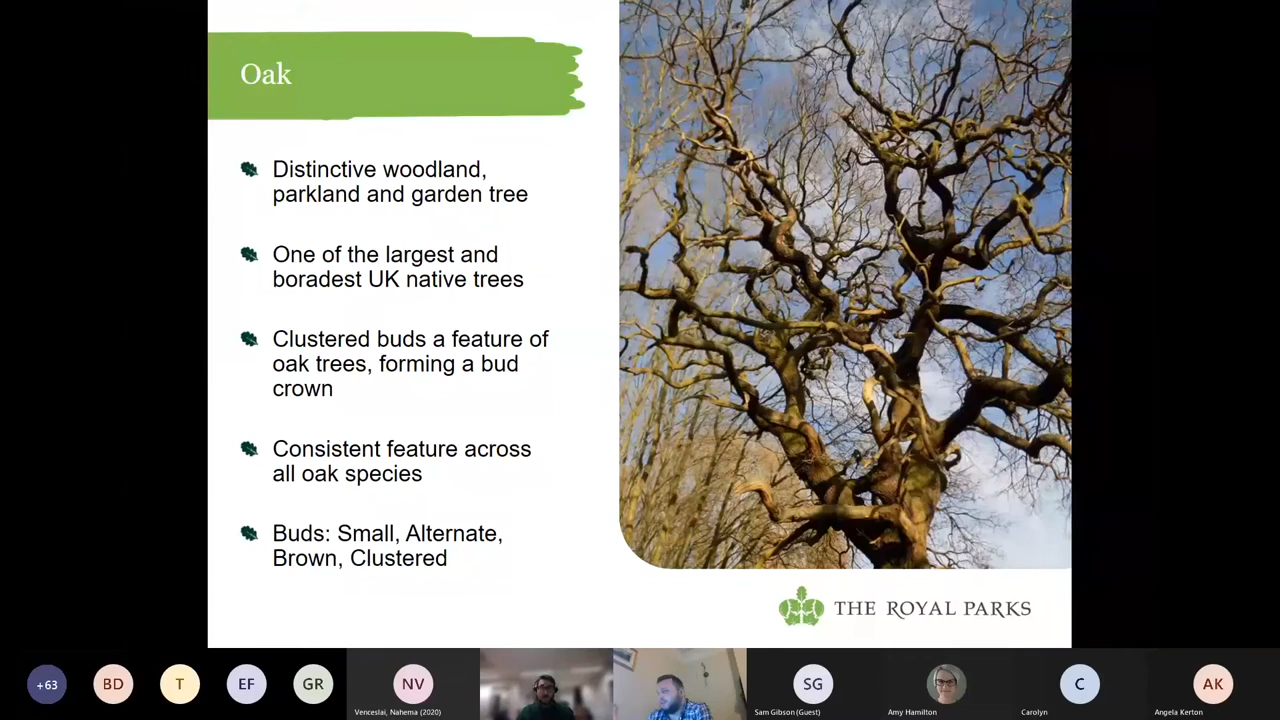 Oak
Distinctive woodland,
parkland and garden tree
One of the largest and
boradest UK native trees
Clustered buds a feature of
oak trees, forming a bud
crown
Consistent feature across
all oak species
Buds: Small, Alternate,
Brown, Clustered
THE ROYAL PARKS
+63
BD
T
EF
GR
NV
Venceslai, Nahema (2020)
SG
Sam Gibson (Guest)
Amy Hamilton
C
Carolyn
AK
Angela Kerton